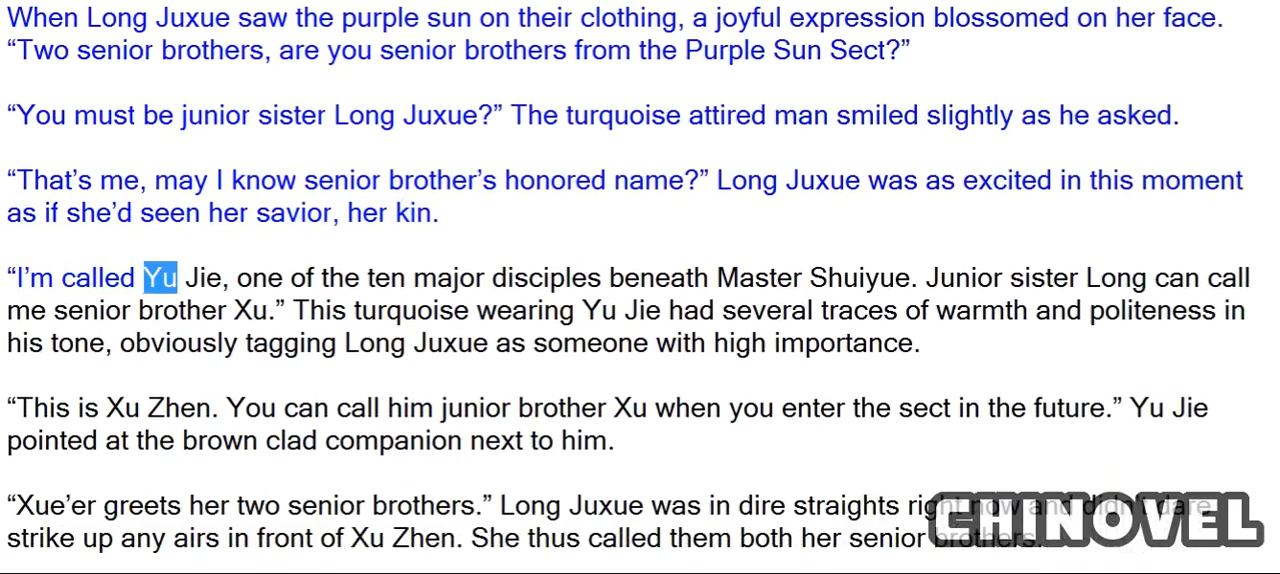 When Long Juxue saw the purple sun on their clothing, a joyful expression blossomed on her face.
“Two senior brothers, are you senior brothers from the Purple Sun Sect?”
“You must be junior sister Long Juxue?” The turquoise attired man smiled slightly as he asked.
“That’s me, may I know senior brother’s honored name?” Long Juxue was as excited in this moment
as if she’d seen her savior, her kin.
“I’m called Yu Jie, one of the ten major disciples beneath Master Shuiyue. Junior sister Long can call
me senior brother Xu.” This turquoise wearing Yu Jie had several traces of warmth and politeness in
his tone, obviously tagging Long Juxue as someone with high importance.
“This is Xu Zhen. You can call him junior brother Xu when you enter the sect in the future.” Yu Jie
pointed at the brown clad companion next to him.
“Xue’er greets her two senior brothers.” Long Juxue was in dire straights right now and didn’t dare
strike up any airs in front of Xu Zhen. She thus called them both her senior brothers.
CHINOVEL